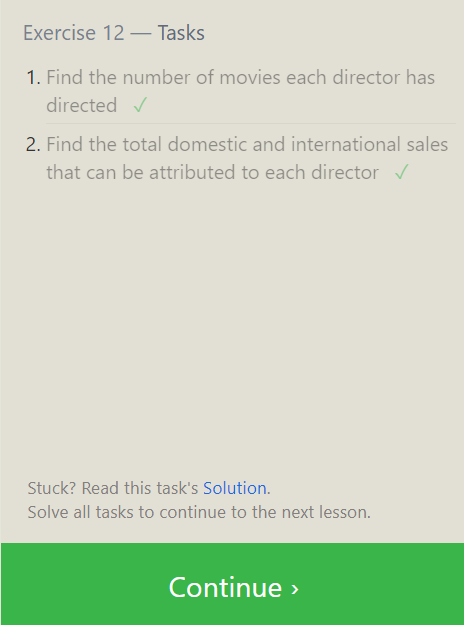 Exercise 12 — Tasks
1. Find the number of movies each director has
directed ✓
2. Find the total domestic and international sales
that can be attributed to each director ✓
Stuck? Read this task's Solution.
Solve all tasks to continue to the next lesson.
Continue ›